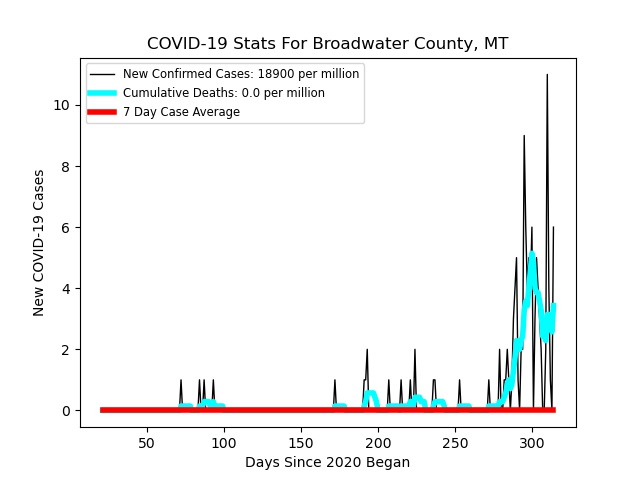 COVID-19 Stats For Broadwater County, MT
New Confirmed Cases: 18900 per million
Cumulative Deaths: 0.0 per million
7 Day Case Average
New COVID-19 Cases
10
8
6
4
2
0
50 100 150 200 250 300
Days Since 2020 Began